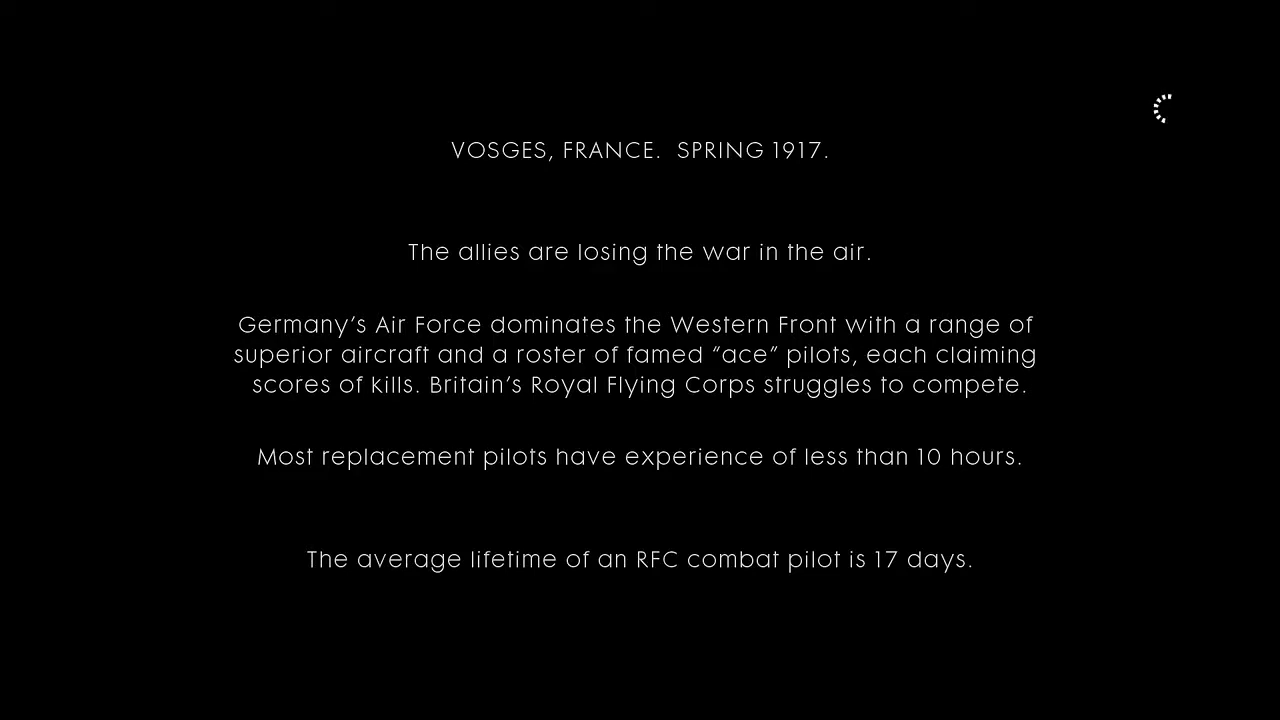 VOSGES, FRANCE. SPRING 1917.
The allies are losing the war in the air.
Germany’s Air Force dominates the Western Front with a range of
superior aircraft and a roster of famed “ace” pilots, each claiming
scores of kills. Britain’s Royal Flying Corps struggles to compete.
Most replacement pilots have experience of less than 10 hours.
The average lifetime of an RFC combat pilot is 17 days.